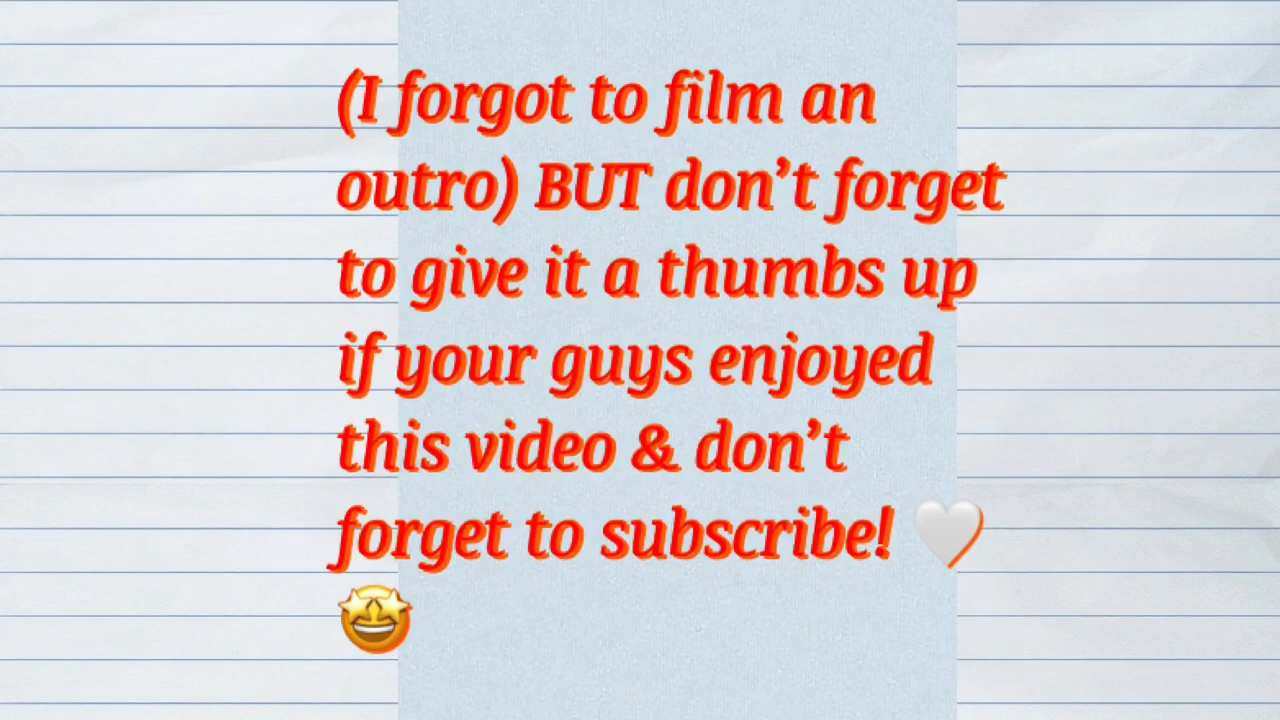 (I forgot to film an
outro) BUT don’t forget
to give it a thumbs up
if your guys enjoyed
this video & don’t
forget to subscribe! 🤍
🤩